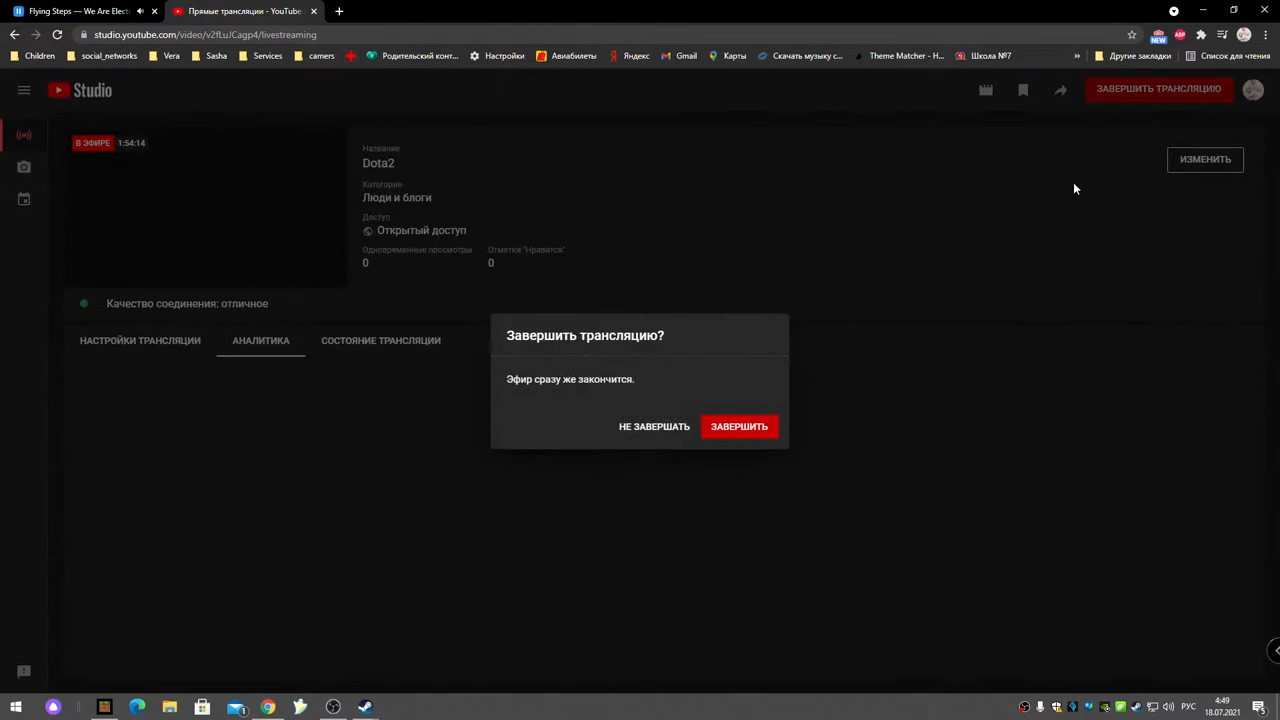 Flying Steps — We Are Elect
Прямые трансляции - YouTube
studio.youtube.com/video/v2fLuCagp4/livestreaming
NEW
ABP
Children
social_networks
Vera
Sasha
Services
camers
Родительский конт...
Настройки
Авиабилеты
Яндекс
Gmail
Карты
Скачать музыку с...
Theme Matcher - H...
Школа №7
»
Другие закладки
Список для чтения
Studio
ЗАВЕРШИТЬ ТРАНСЛЯЦИЮ
В ЭФИРЕ 1:54:14
Название
Dota2
ИЗМЕНИТЬ
Категория
Люди и блоги
Доступ
Открытый доступ
Одновременные просмотры
0
Отметки "Нравится"
0
Качество соединения: отличное
НАСТРОЙКИ ТРАНСЛЯЦИИ
АНАЛИТИКА
СОСТОЯНИЕ ТРАНСЛЯЦИИ
Завершить трансляцию?
Эфир сразу же закончится.
НЕ ЗАВЕРШАТЬ
ЗАВЕРШИТЬ
1
РУС
4:49
18.07.2021